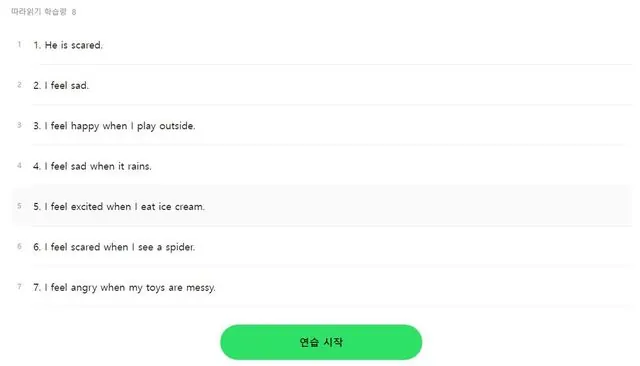 따라읽기 학습량 8
1 1. He is scared.
2 2. I feel sad.
3 3. I feel happy when I play outside.
4 4. I feel sad when it rains.
5 5. I feel excited when I eat ice cream.
6 6. I feel scared when I see a spider.
7 7. I feel angry when my toys are messy.
연습 시작